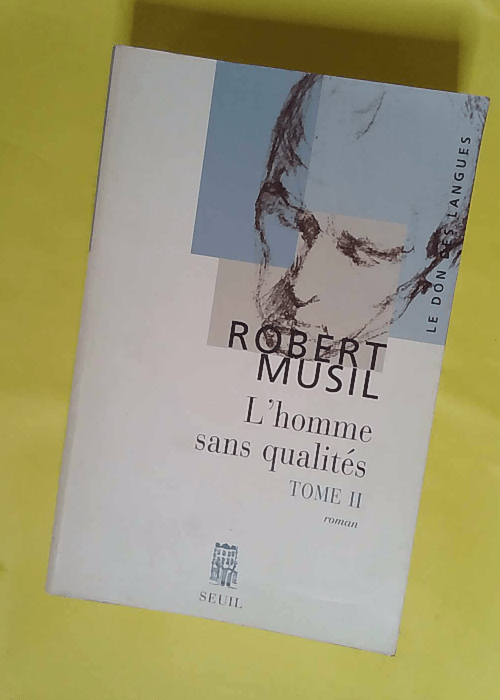 LE DON DES LANGUES
ROBERT
MUSIL
L'homme
sans qualités
TOME II
roman
SEUIL